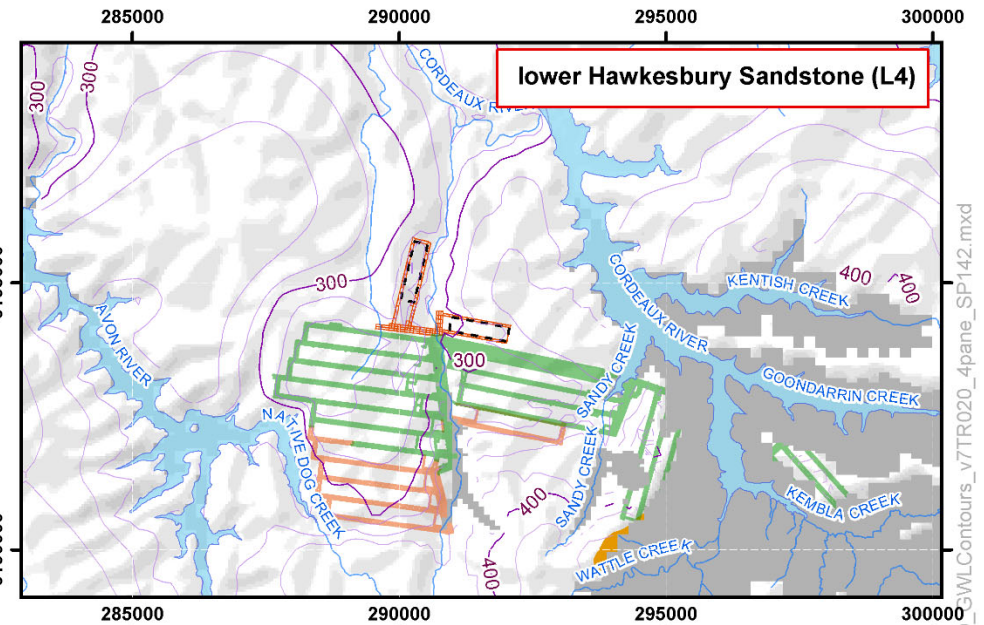 285000 290000 295000 300000
lower Hawkesbury Sandstone (L4)
CORDEAUX RIVER
300
300
300
400
400
KENTISH CREEK
CORDEAUX RIVER
AVON RIVER
300
SANDY CREEK
GOONDARRIN CREEK
NATIVE DOG CREEK
SANDY CREEK
400
KEMBLA CREEK
WATTLE CREEK
400
285000 290000 295000 300000
_GWLContours_v7TR020_4pane_SP142.mxd